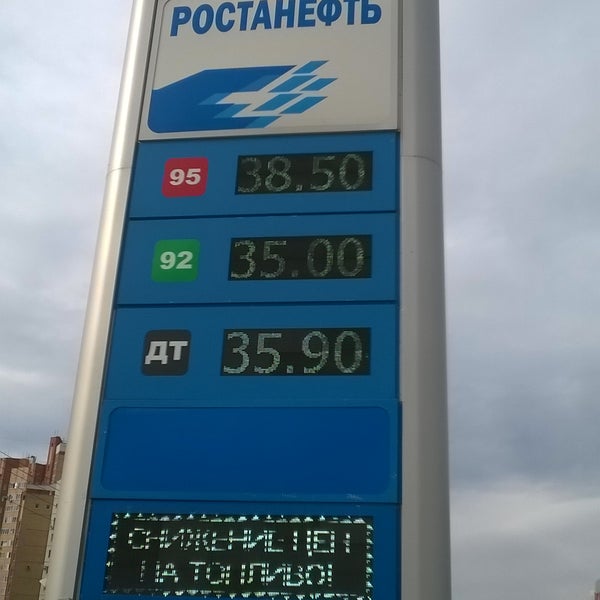 РОСТАНЕФТЬ
95 38.50
92 35.00
ДТ 35.90
СНИЖЕНИЕ ЦЕН
НА ТОПЛИВО!